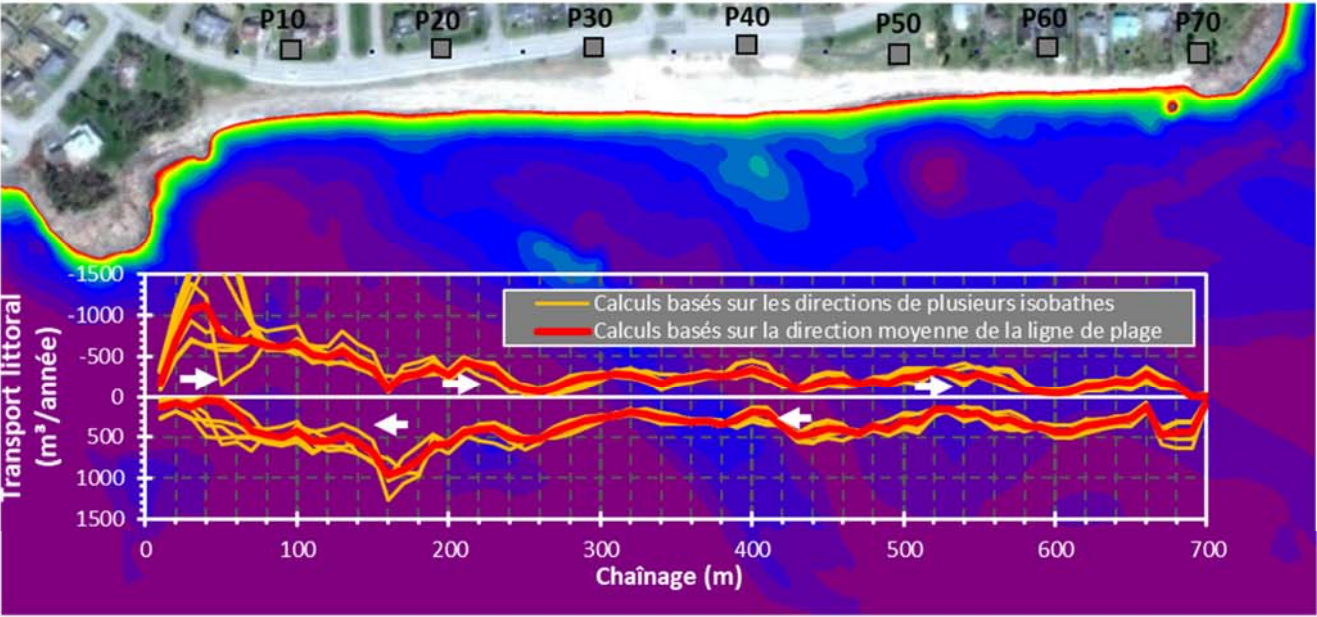 P10 P20 P30 P40 P50 P60 P70
-1500
-1000
-500
0
500
1000
1500
Transport littoral
(m³/année)
Calculs basés sur les directions de plusieurs isobathes
Calculs basés sur la direction moyenne de la ligne de plage
0 100 200 300 400 500 600 700
Chaînage (m)